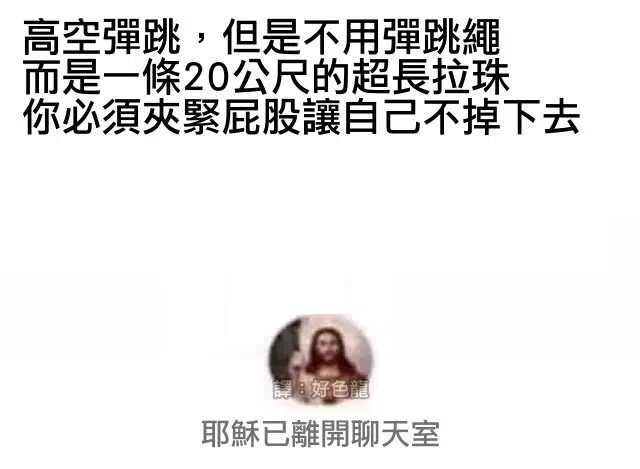 高空彈跳，但是不用彈跳繩
而是一條20公尺的超長拉珠
你必須夾緊屁股讓自己不掉下去
譯：好色龍
耶穌已離開聊天室